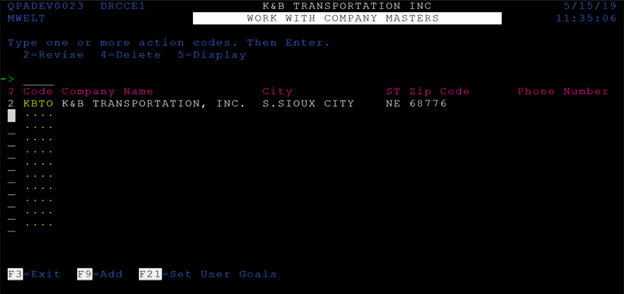 QPADEV0023 DRCCE1 K&B TRANSPORTATION INC 5/15/19
MWELT WORK WITH COMPANY MASTERS 11:35:06
Type one or more action codes. Then Enter.
2=Revise 4=Delete 5=Display
->
? Code Company Name City ST Zip Code Phone Number
2 KBTO K&B TRANSPORTATION, INC. S.SIOUX CITY NE 68776
....
....
....
....
....
....
....
....
....
....
F3=Exit F9=Add F21=Set User Goals